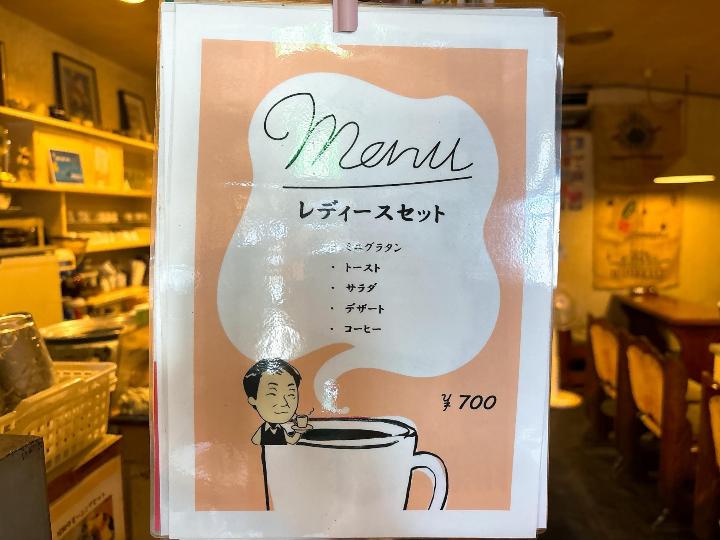 Menu
レディースセット
・ミニグラタン
・トースト
・サラダ
・デザート
・コーヒー
¥700